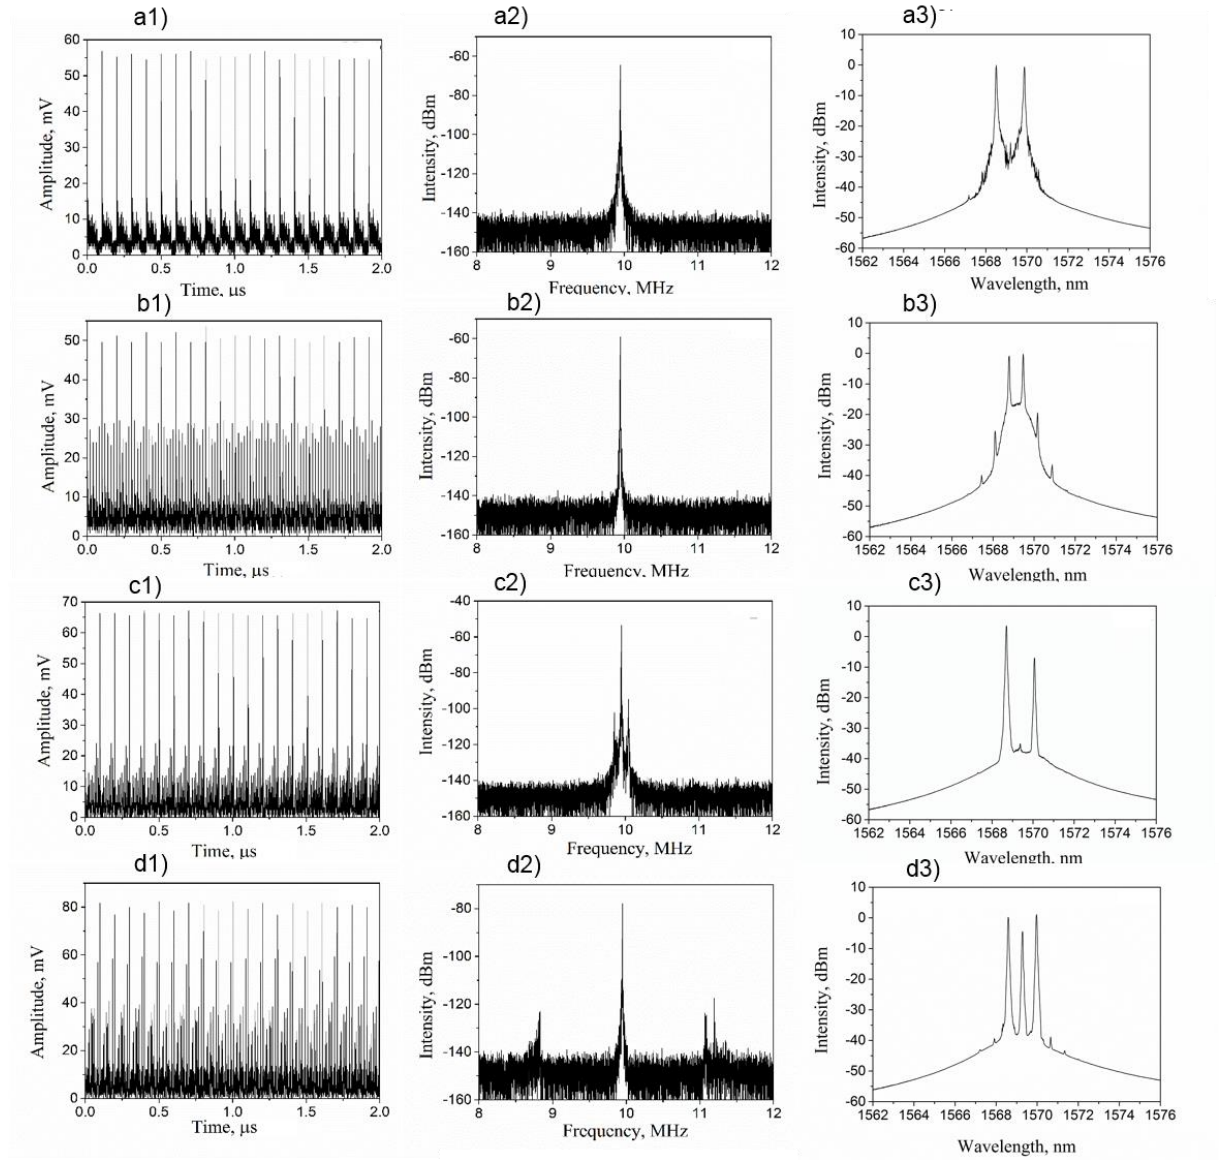 a1)
a2)
a3)
60
50
40
30
20
10
0
Amplitude, mV
0.0 0.5 1.0 1.5 2.0
Time, μs
-60
-80
-100
-120
-140
-160
Intensity, dBm
8 9 10 11 12
Frequency, MHz
10
0
-10
-20
-30
-40
-50
-60
Intensity, dBm
1562 1564 1566 1568 1570 1572 1574 1576
Wavelength, nm
b1)
b2)
b3)
50
40
30
20
10
0
Amplitude, mV
0.0 0.5 1.0 1.5 2.0
Time, μs
-60
-80
-100
-120
-140
-160
Intensity, dBm
8 9 10 11 12
Frequency, MHz
10
0
-10
-20
-30
-40
-50
-60
Intensity, dBm
1562 1564 1566 1568 1570 1572 1574 1576
Wavelength, nm
c1)
c2)
c3)
70
60
50
40
30
20
10
0
Amplitude, mV
0.0 0.5 1.0 1.5 2.0
Time, μs
-40
-60
-80
-100
-120
-140
-160
Intensity, dBm
8 9 10 11 12
Frequency, MHz
10
0
-10
-20
-30
-40
-50
-60
Intensity, dBm
1562 1564 1566 1568 1570 1572 1574 1576
Wavelength, nm
d1)
d2)
d3)
80
60
40
20
0
Amplitude, mV
0.0 0.5 1.0 1.5 2.0
Time, μs
-80
-100
-120
-140
-160
Intensity, dBm
8 9 10 11 12
Frequency, MHz
10
0
-10
-20
-30
-40
-50
-60
Intensity, dBm
1562 1564 1566 1568 1570 1572 1574 1576
Wavelength, nm